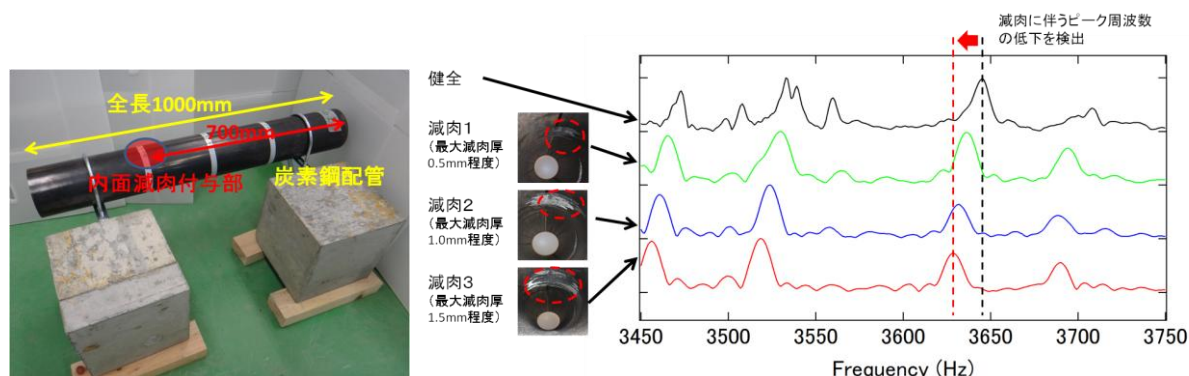 減肉に伴うピーク周波数
の低下を検出
全長1000mm
700mm
内面減肉付与部
炭素鋼配管
健全
減肉1
(最大減肉厚
0.5mm程度)
減肉2
(最大減肉厚
1.0mm程度)
減肉3
(最大減肉厚
1.5mm程度)
3450 3500 3550 3600 3650 3700 3750
Frequency (Hz)